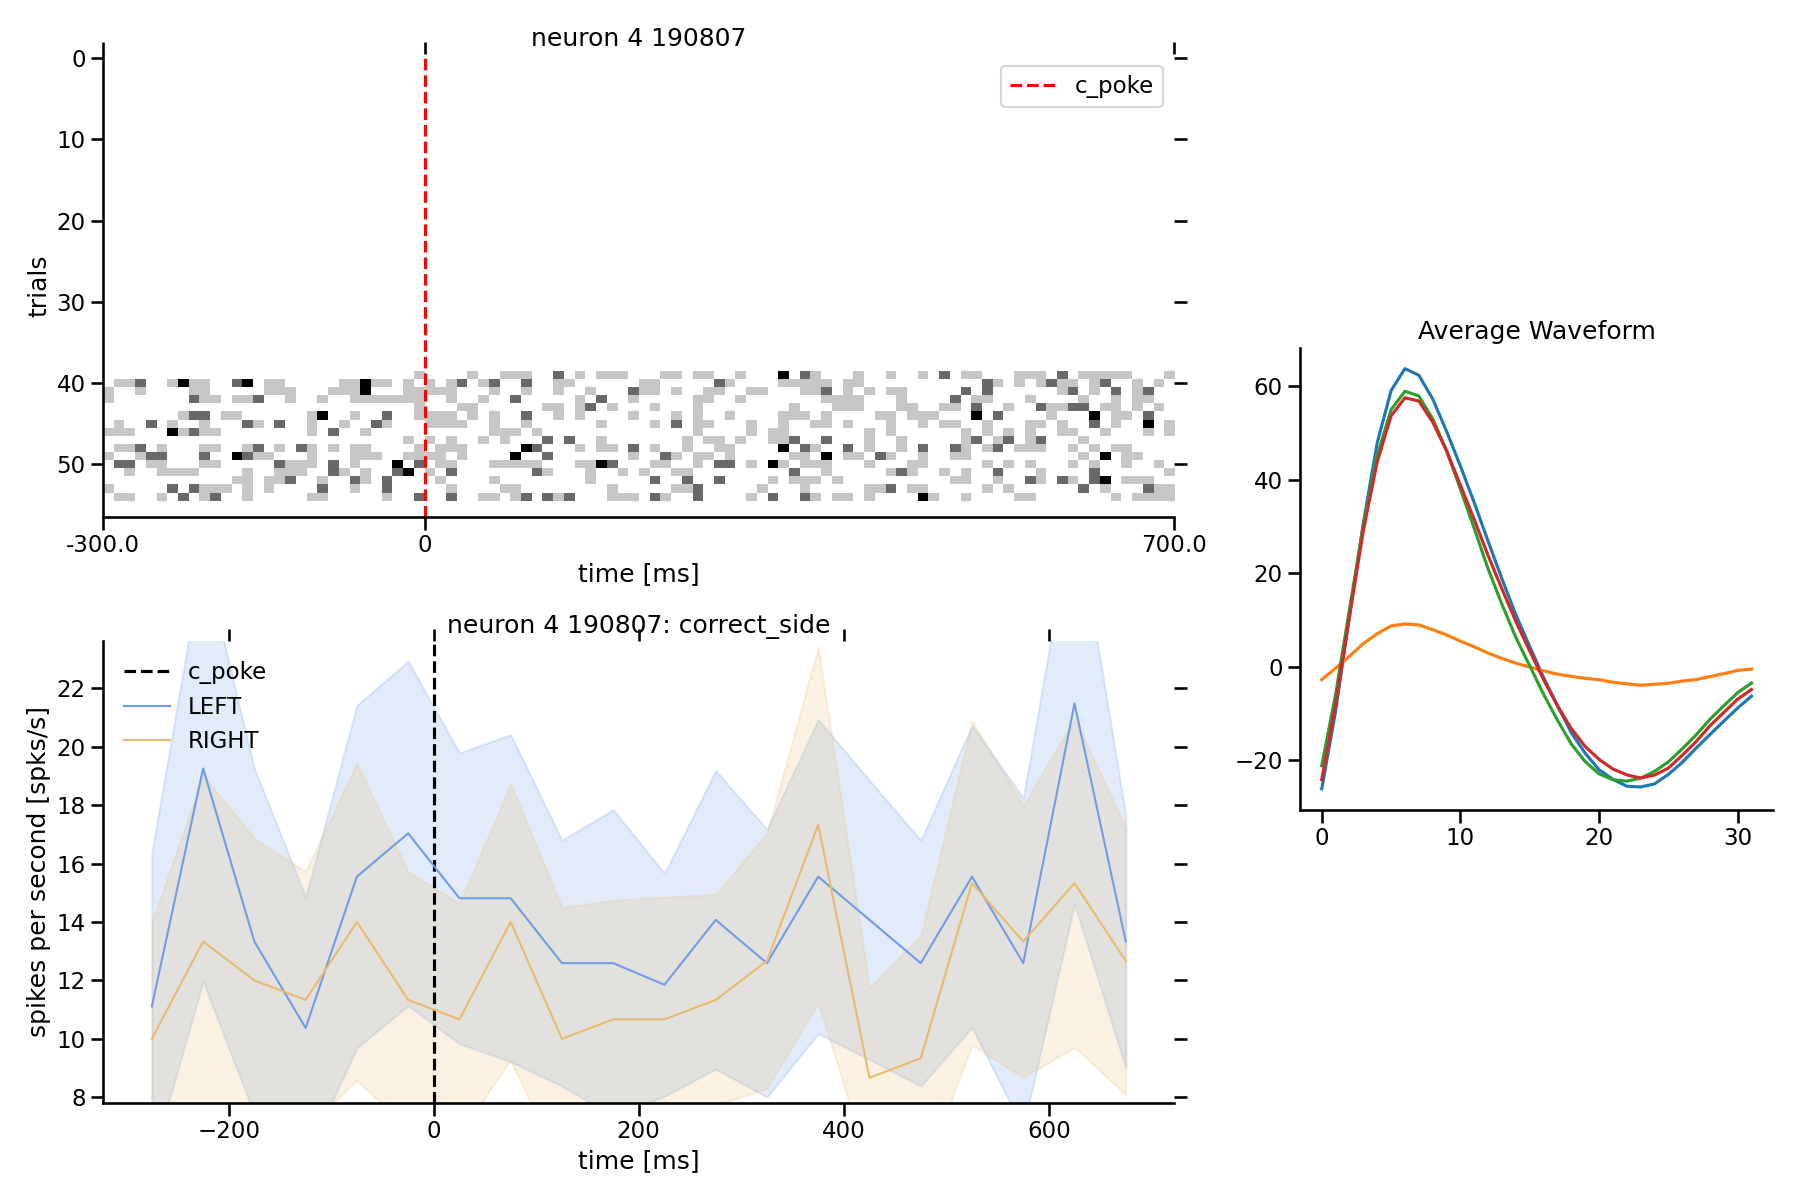 neuron 4 190807
c_poke
trials
0
10
20
30
40
50
-300.0
0
700.0
time [ms]
neuron 4 190807: correct_side
c_poke
LEFT
RIGHT
spikes per second [spks/s]
22
20
18
16
14
12
10
8
−200
0
200
400
600
time [ms]
Average Waveform
60
40
20
0
−20
0
10
20
30